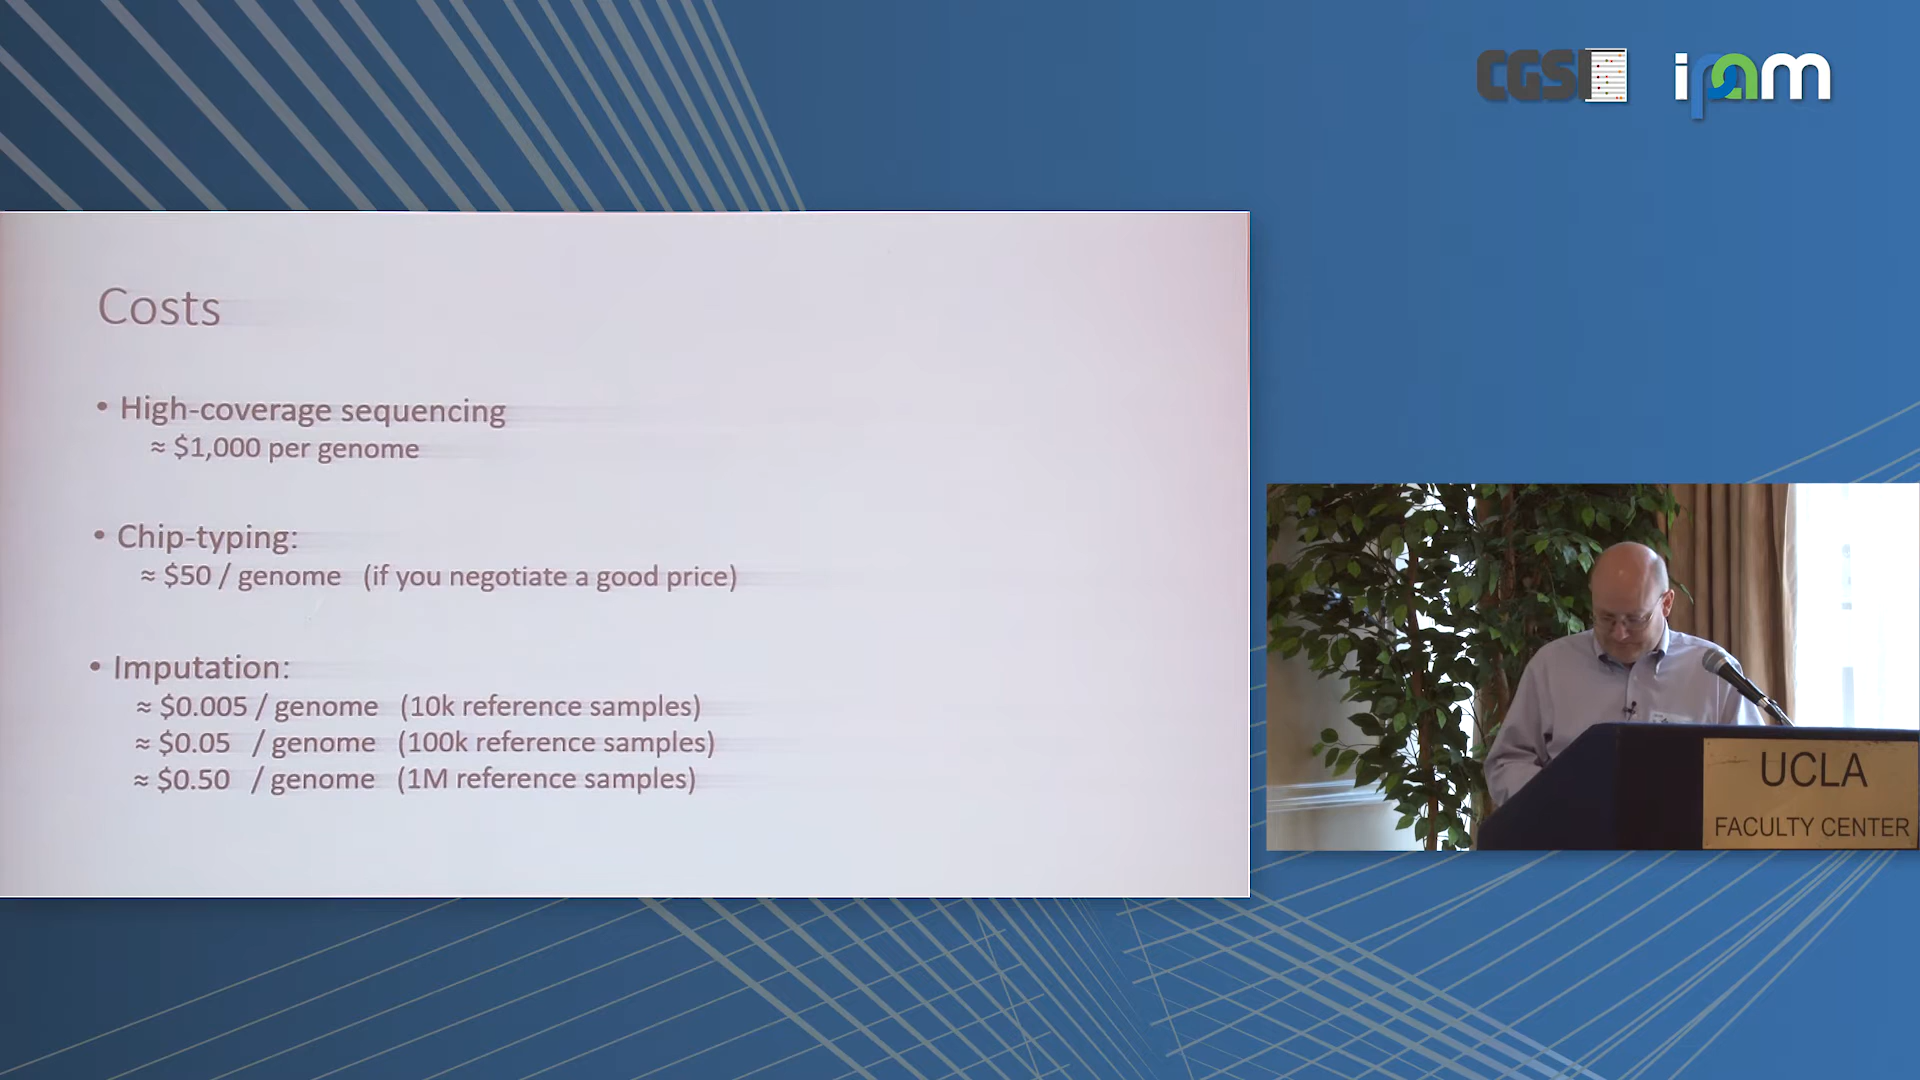 CGSI
ipam
Costs
• High-coverage sequencing
≈ $1,000 per genome
• Chip-typing:
≈ $50 / genome (if you negotiate a good price)
• Imputation:
≈ $0.005 / genome (10k reference samples)
≈ $0.05 / genome (100k reference samples)
≈ $0.50 / genome (1M reference samples)
UCLA
FACULTY CENTER